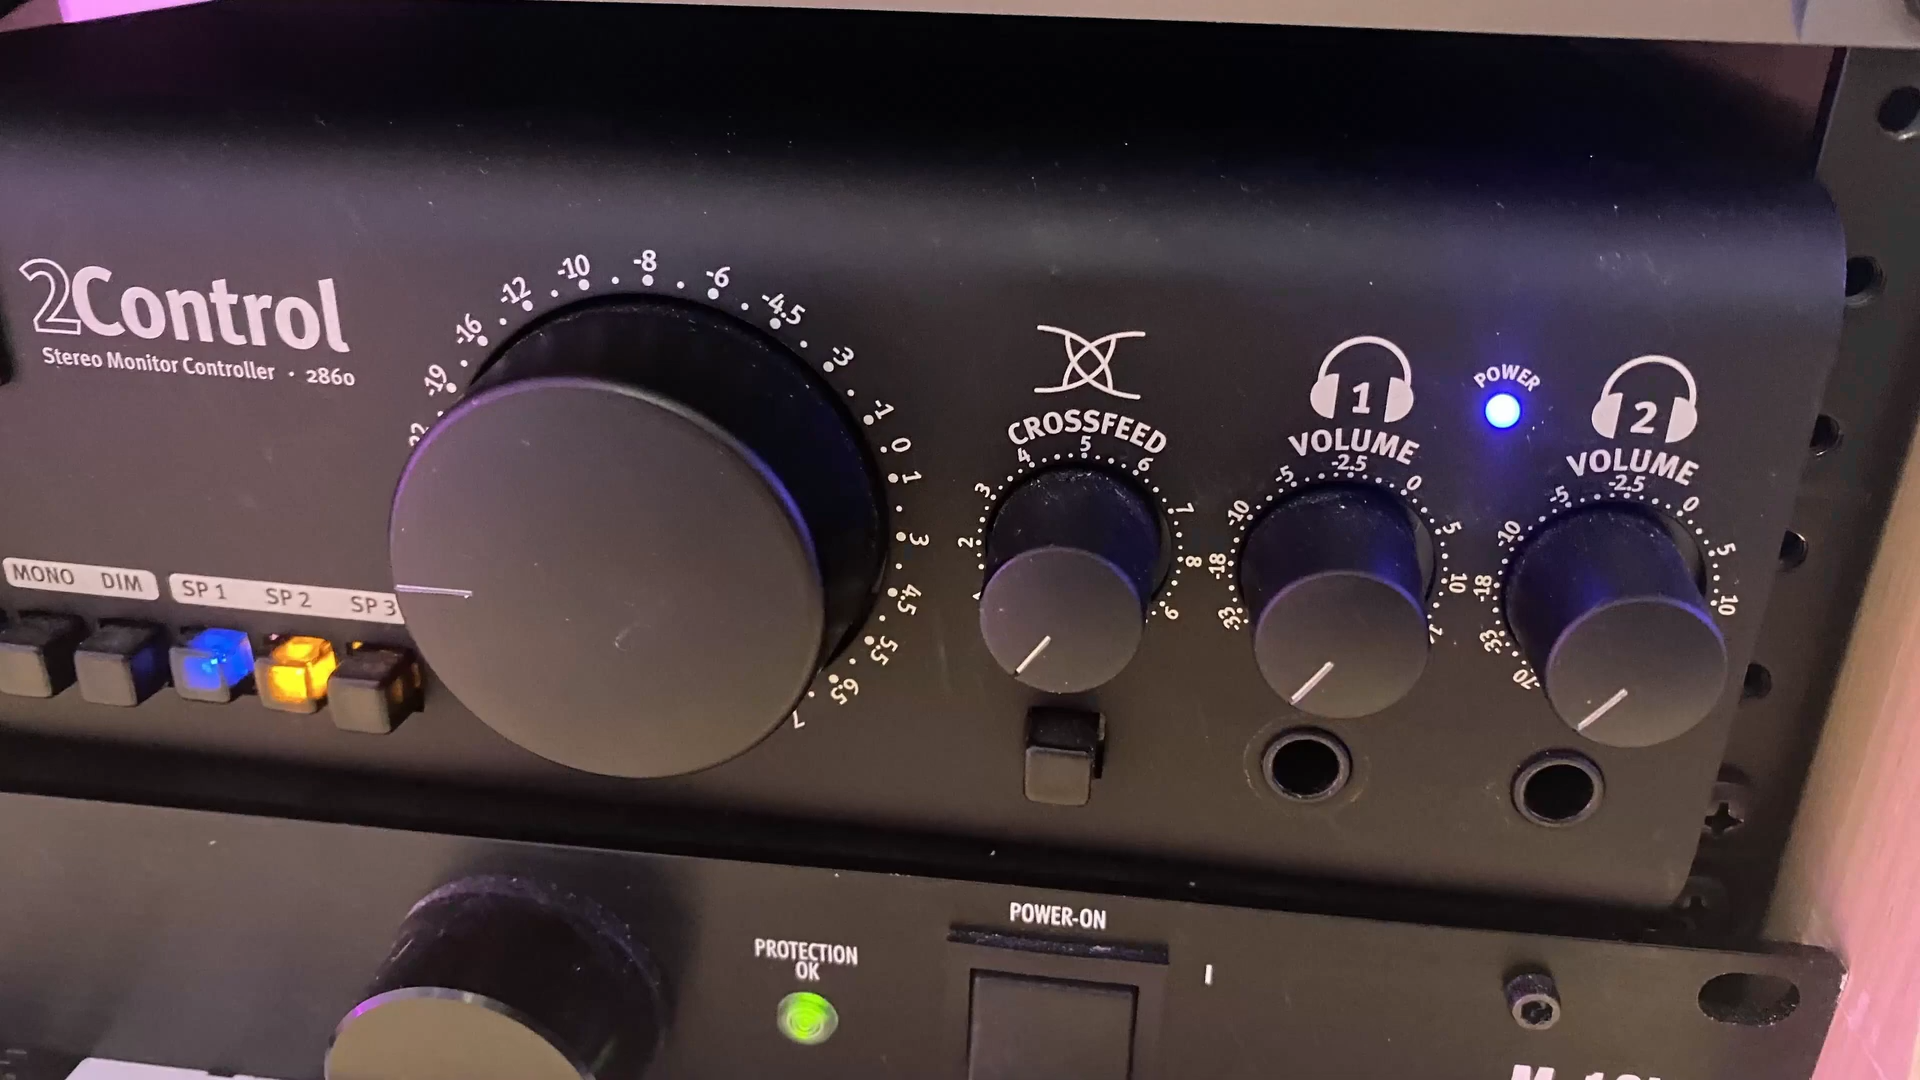 2Control
Stereo Monitor Controller · 2860
MONO DIM SP 1 SP 2 SP 3
-19 -16 -12 -10 -8 -6 -4.5 -3 -1 0 1 3 4.5 5.5 6.5 7
CROSSFEED
2 3 4 5 6 7 8 9
1
VOLUME
-33 -18 -10 -5 -2.5 0 5 10
POWER
2
VOLUME
-70 -33 -18 -10 -5 -2.5 0 5 10
PROTECTION
OK
POWER-ON
I